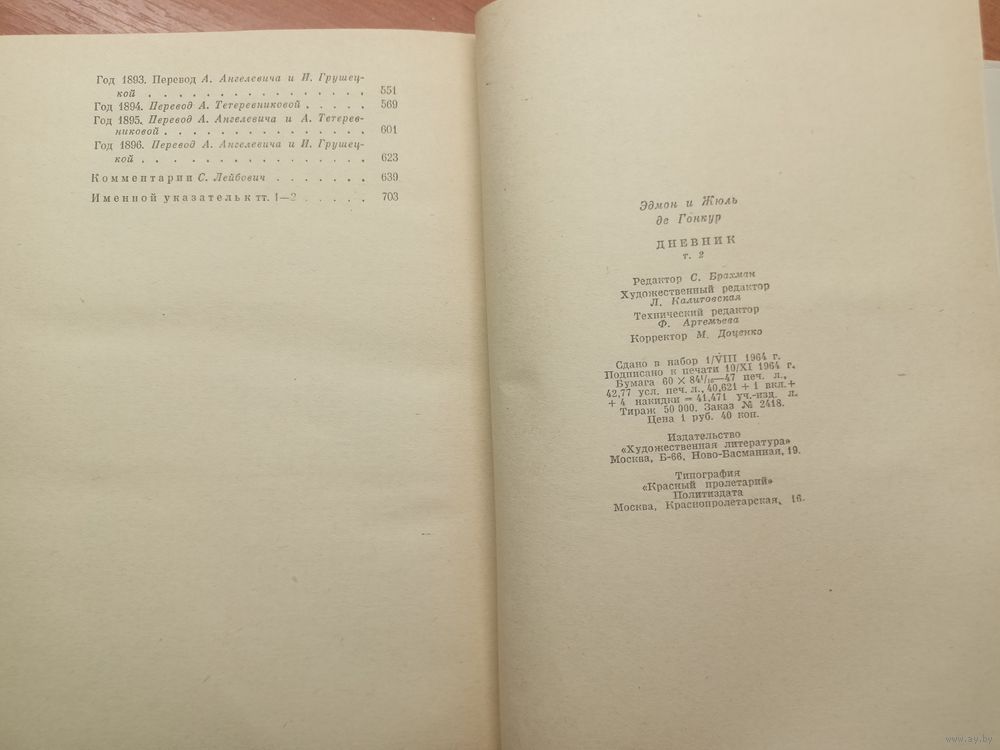 Год 1893. Перевод А. Ангелевича и И. Грушец-
кой . . . . . . . . . . . . . . . 551
Год 1894. Перевод А. Тетеревниковой . . . . . 569
Год 1895. Перевод А. Ангелевича и А. Тетерев-
никовой . . . . . . . . . . . . . . 601
Год 1896. Перевод А. Ангелевича и И. Грушец-
кой . . . . . . . . . . . . . . . 623
Комментарии С. Лейбович . . . . . . . 639
Именной указатель к тт. 1—2 . . . . . 703
Эдмон и Жюль
де Гонкур
ДНЕВНИК
т. 2
Редактор С. Брахман
Художественный редактор
Л. Калитовская
Технический редактор
Ф. Артемьева
Корректор М. Доценко
Сдано в набор 1/VIII 1964 г.
Подписано к печати 10/XI 1964 г.
Бумага 60 × 84¹/₁₆—47 печ. л.,
42,77 усл. печ. л., 40,621 + 1 вкл.+
+ 4 накидки = 41,471 уч.-изд. л.
Тираж 50 000. Заказ № 2418.
Цена 1 руб. 40 коп.
Издательство
«Художественная литература»
Москва, Б-66, Ново-Басманная, 19.
Типография
«Красный пролетарий»
Политиздата
Москва, Краснопролетарская, 16.
www.ay.by